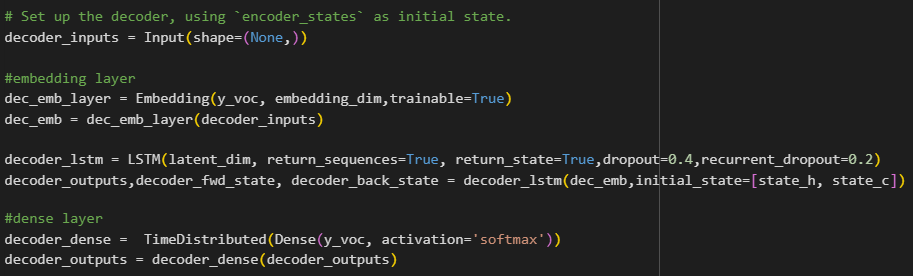 # Set up the decoder, using `encoder_states` as initial state.
decoder_inputs = Input(shape=(None,))
#embedding layer
dec_emb_layer = Embedding(y_voc, embedding_dim,trainable=True)
dec_emb = dec_emb_layer(decoder_inputs)
decoder_lstm = LSTM(latent_dim, return_sequences=True, return_state=True,dropout=0.4,recurrent_dropout=0.2)
decoder_outputs,decoder_fwd_state, decoder_back_state = decoder_lstm(dec_emb,initial_state=[state_h, state_c])
#dense layer
decoder_dense =  TimeDistributed(Dense(y_voc, activation='softmax'))
decoder_outputs = decoder_dense(decoder_outputs)